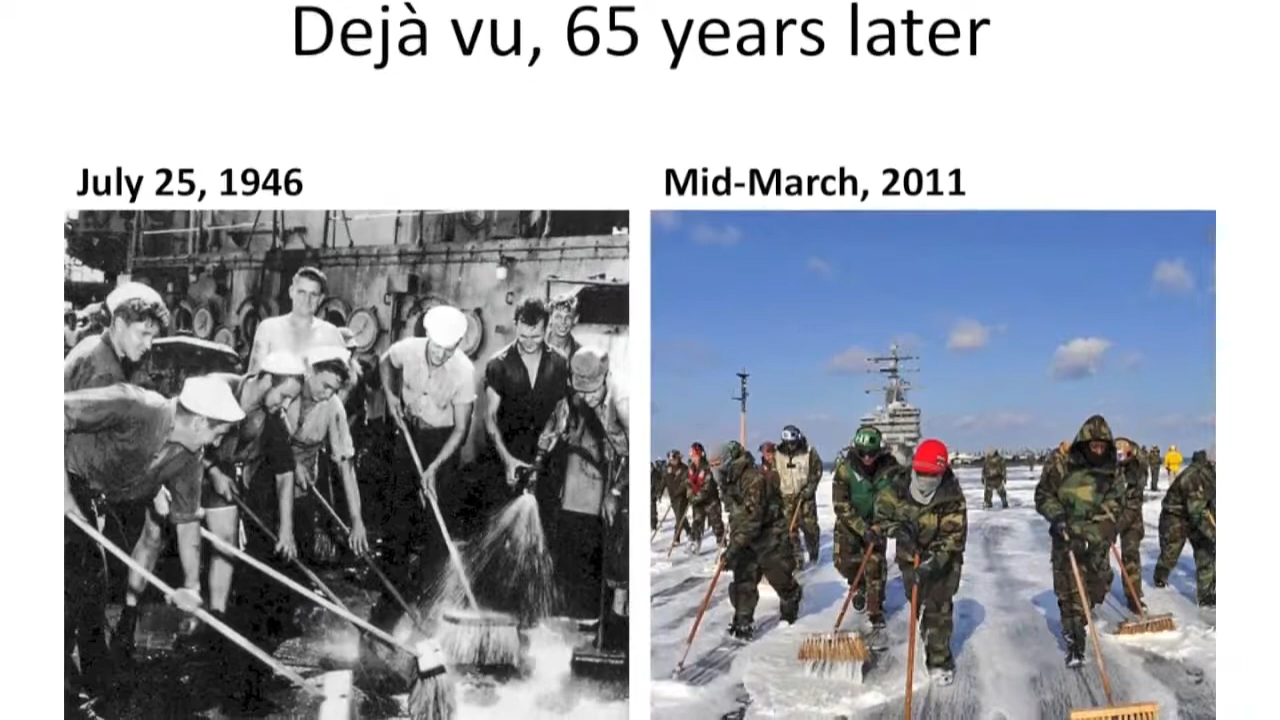 Dejà vu, 65 years later
July 25, 1946
Mid-March, 2011